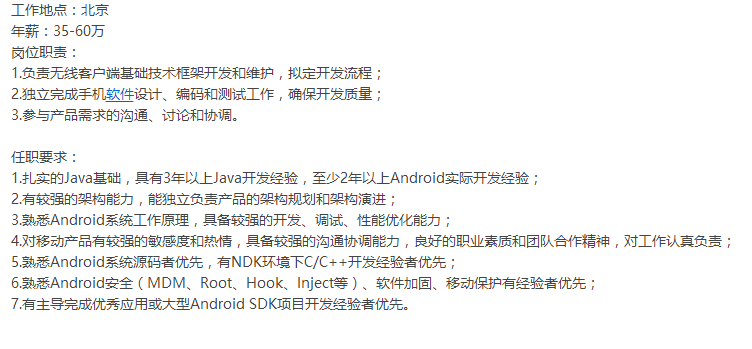 工作地点：北京
年薪：35-60万
岗位职责：
1.负责无线客户端基础技术框架开发和维护，拟定开发流程；
2.独立完成手机软件设计、编码和测试工作，确保开发质量；
3.参与产品需求的沟通、讨论和协调。
任职要求：
1.扎实的Java基础，具有3年以上Java开发经验，至少2年以上Android实际开发经验；
2.有较强的架构能力，能独立负责产品的架构规划和架构演进；
3.熟悉Android系统工作原理，具备较强的开发、调试、性能优化能力；
4.对移动产品有较强的敏感度和热情，具备较强的沟通协调能力，良好的职业素质和团队合作精神，对工作认真负责；
5.熟悉Android系统源码者优先，有NDK环境下C/C++开发经验者优先；
6.熟悉Android安全（MDM、Root、Hook、Inject等）、软件加固、移动保护有经验者优先；
7.有主导完成优秀应用或大型Android SDK项目开发经验者优先。